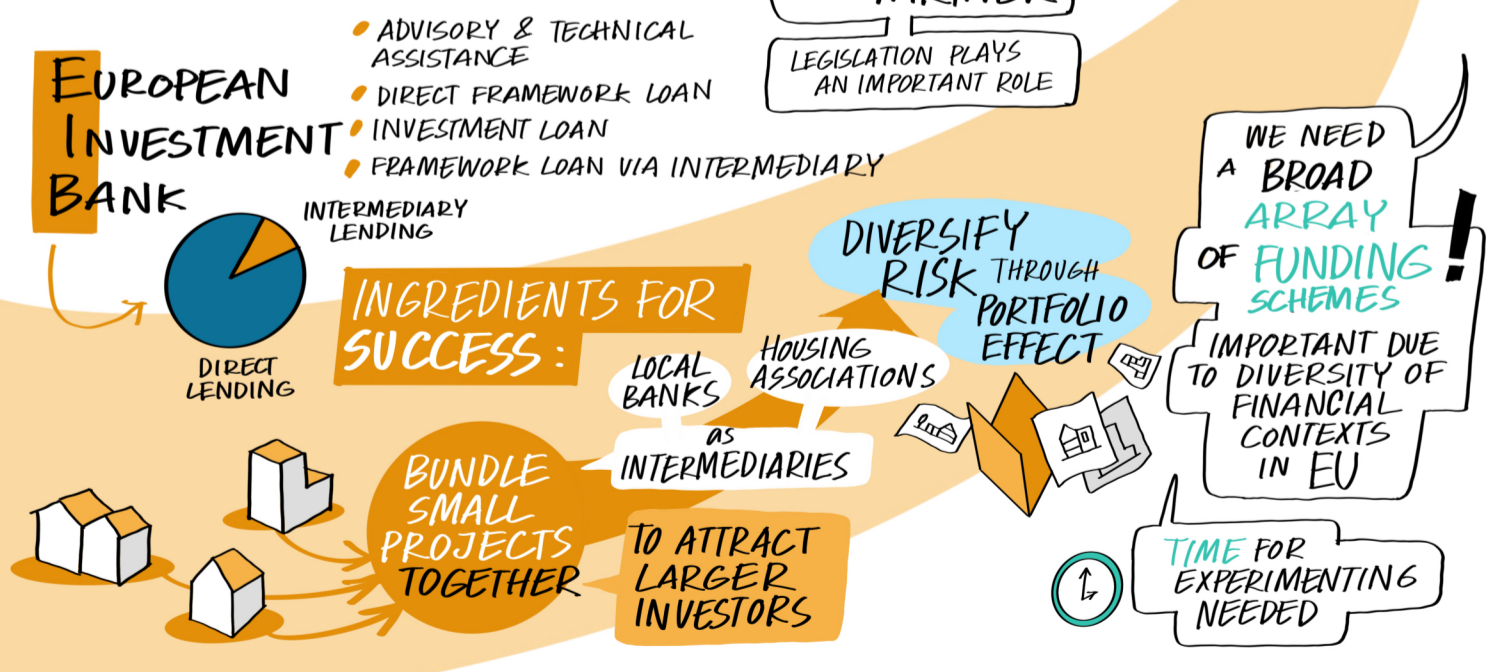 EUROPEAN
INVESTMENT
BANK
ADVISORY & TECHNICAL
ASSISTANCE
DIRECT FRAMEWORK LOAN
INVESTMENT LOAN
FRAMEWORK LOAN VIA INTERMEDIARY
INTERMEDIARY
LENDING
DIRECT
LENDING
LEGISLATION PLAYS
AN IMPORTANT ROLE
INGREDIENTS FOR
SUCCESS:
BUNDLE
SMALL
PROJECTS
TOGETHER
LOCAL
BANKS
HOUSING
ASSOCIATIONS
as
INTERMEDIARIES
TO ATTRACT
LARGER
INVESTORS
DIVERSIFY
RISK THROUGH
PORTFOLIO
EFFECT
WE NEED
A BROAD
ARRAY
OF FUNDING
SCHEMES!
IMPORTANT DUE
TO DIVERSITY OF
FINANCIAL
CONTEXTS
IN EU
TIME FOR
EXPERIMENTING
NEEDED